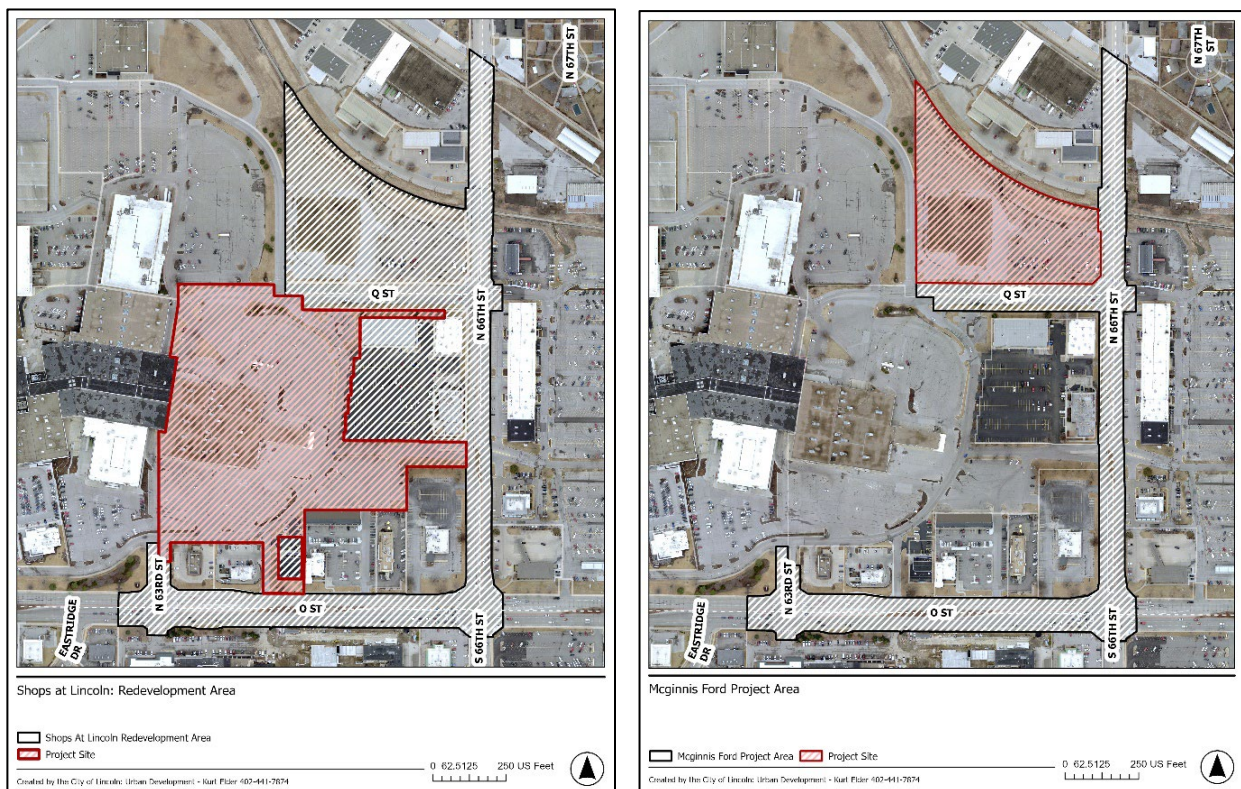 N 67TH
ST
Q ST
N 66TH ST
N 63RD ST
O ST
EASTRIDGE
DR
S 66TH ST
Shops at Lincoln: Redevelopment Area
Shops At Lincoln Redevelopment Area
Project Site
0 62.5125 250 US Feet
Created by the City of Lincoln: Urban Development - Kurt Elder 402-441-7874
N 67TH
ST
Q ST
N 66TH ST
N 63RD ST
O ST
EASTRIDGE
DR
S 66TH ST
Mcginnis Ford Project Area
Mcginnis Ford Project Area Project Site
0 62.5125 250 US Feet
Created by the City of Lincoln: Urban Development - Kurt Elder 402-441-7874